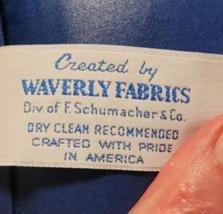 Created by
WAVERLY FABRICS
Div. of F. Schumacher & Co.
DRY CLEAN RECOMMENDED
CRAFTED WITH PRIDE
IN AMERICA